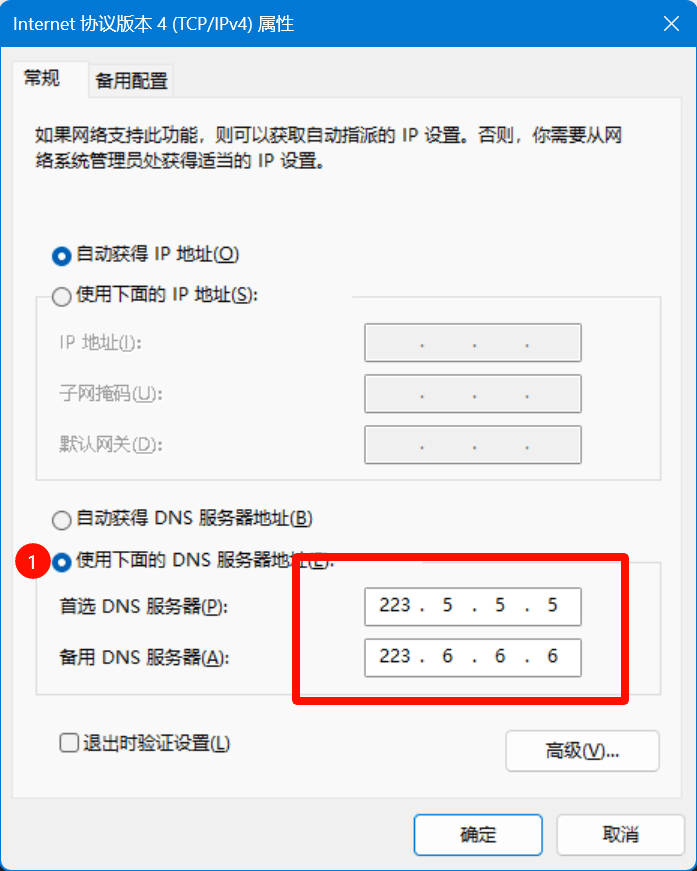 Internet 协议版本 4 (TCP/IPv4) 属性
常规 备用配置
如果网络支持此功能，则可以获取自动指派的 IP 设置。否则，你需要从网
络系统管理员处获得适当的 IP 设置。
自动获得 IP 地址(O)
使用下面的 IP 地址(S):
IP 地址(I): . . .
子网掩码(U): . . .
默认网关(D): . . .
自动获得 DNS 服务器地址(B)
1 使用下面的 DNS 服务器地址(E):
首选 DNS 服务器(P): 223 . 5 . 5 . 5
备用 DNS 服务器(A): 223 . 6 . 6 . 6
退出时验证设置(L)
高级(V)...
确定 取消